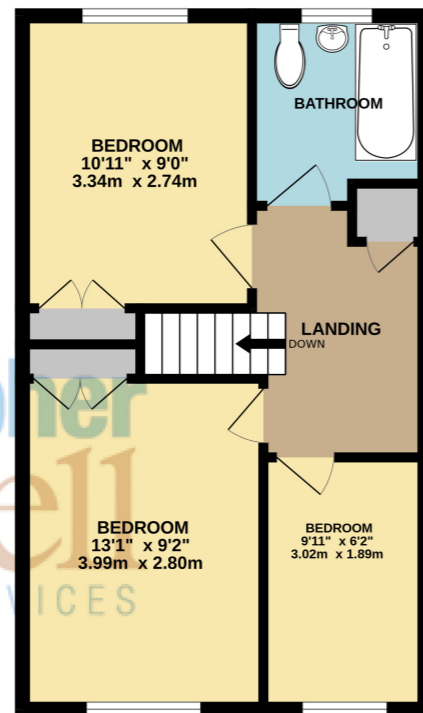 BATHROOM
BEDROOM
10'11" x 9'0"
3.34m x 2.74m
LANDING
DOWN
BEDROOM
13'1" x 9'2"
3.99m x 2.80m
BEDROOM
9'11" x 6'2"
3.02m x 1.89m